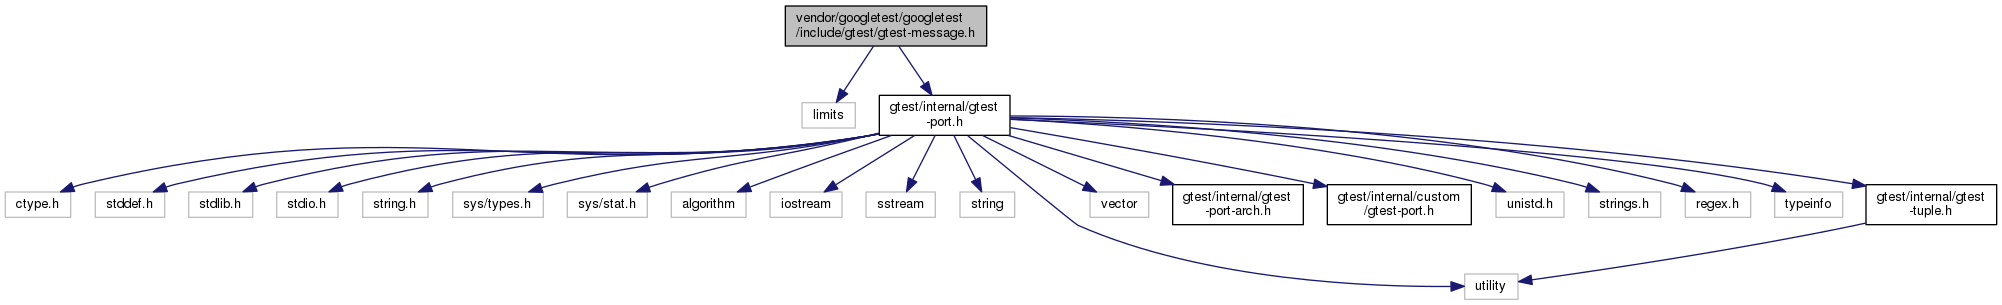 vendor/googletest/googletest
/include/gtest/gtest-message.h
limits
gtest/internal/gtest
-port.h
ctype.h
stddef.h
stdlib.h
stdio.h
string.h
sys/types.h
sys/stat.h
algorithm
iostream
sstream
string
vector
gtest/internal/gtest
-port-arch.h
gtest/internal/custom
/gtest-port.h
unistd.h
strings.h
regex.h
typeinfo
gtest/internal/gtest
-tuple.h
utility